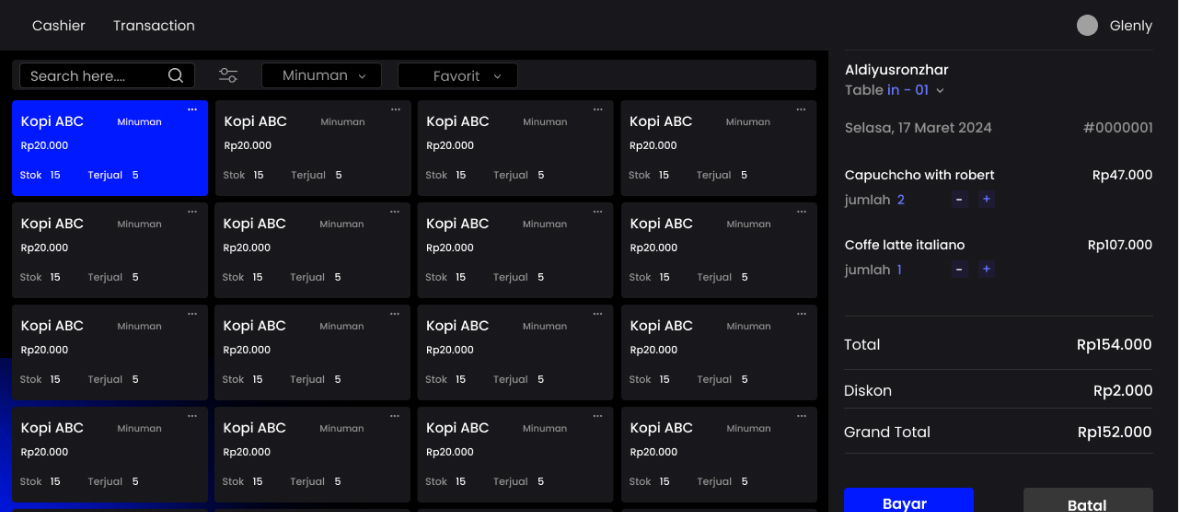 Cashier Transaction Glenly
Search here.... Minuman Favorit
Kopi ABC Minuman Kopi ABC Minuman Kopi ABC Minuman Kopi ABC Minuman
Rp20.000 Rp20.000 Rp20.000 Rp20.000
Stok 15 Terjual 5 Stok 15 Terjual 5 Stok 15 Terjual 5 Stok 15 Terjual 5
Kopi ABC Minuman Kopi ABC Minuman Kopi ABC Minuman Kopi ABC Minuman
Rp20.000 Rp20.000 Rp20.000 Rp20.000
Stok 15 Terjual 5 Stok 15 Terjual 5 Stok 15 Terjual 5 Stok 15 Terjual 5
Kopi ABC Minuman Kopi ABC Minuman Kopi ABC Minuman Kopi ABC Minuman
Rp20.000 Rp20.000 Rp20.000 Rp20.000
Stok 15 Terjual 5 Stok 15 Terjual 5 Stok 15 Terjual 5 Stok 15 Terjual 5
Kopi ABC Minuman Kopi ABC Minuman Kopi ABC Minuman Kopi ABC Minuman
Rp20.000 Rp20.000 Rp20.000 Rp20.000
Stok 15 Terjual 5 Stok 15 Terjual 5 Stok 15 Terjual 5 Stok 15 Terjual 5
Aldiyusronzhar
Table in - 01
Selasa, 17 Maret 2024 #0000001
Capuchcho with robert Rp47.000
jumlah 2 - +
Coffe latte italiano Rp107.000
jumlah 1 - +
Total Rp154.000
Diskon Rp2.000
Grand Total Rp152.000
Bayar Batal